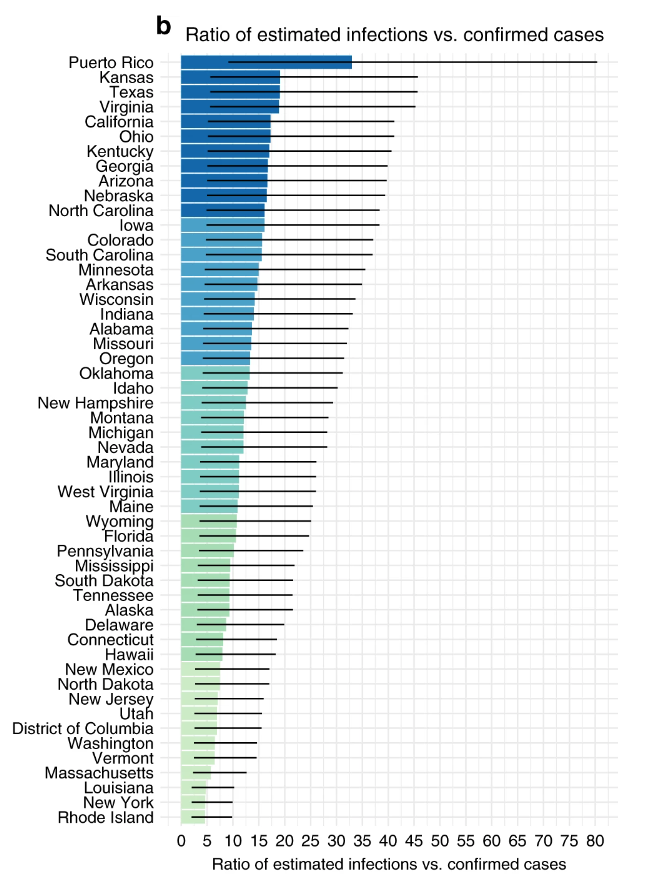 b Ratio of estimated infections vs. confirmed cases
Puerto Rico
Kansas
Texas
Virginia
California
Ohio
Kentucky
Georgia
Arizona
Nebraska
North Carolina
Iowa
Colorado
South Carolina
Minnesota
Arkansas
Wisconsin
Indiana
Alabama
Missouri
Oregon
Oklahoma
Idaho
New Hampshire
Montana
Michigan
Nevada
Maryland
Illinois
West Virginia
Maine
Wyoming
Florida
Pennsylvania
Mississippi
South Dakota
Tennessee
Alaska
Delaware
Connecticut
Hawaii
New Mexico
North Dakota
New Jersey
Utah
District of Columbia
Washington
Vermont
Massachusetts
Louisiana
New York
Rhode Island
0 5 10 15 20 25 30 35 40 45 50 55 60 65 70 75 80
Ratio of estimated infections vs. confirmed cases